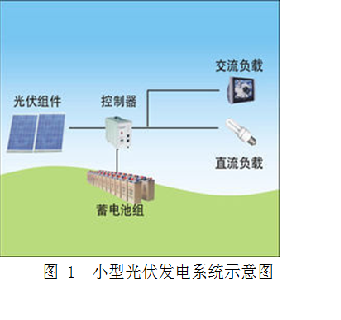 交流负载
光伏组件
控制器
直流负载
蓄电池组
图 1 小型光伏发电系统示意图